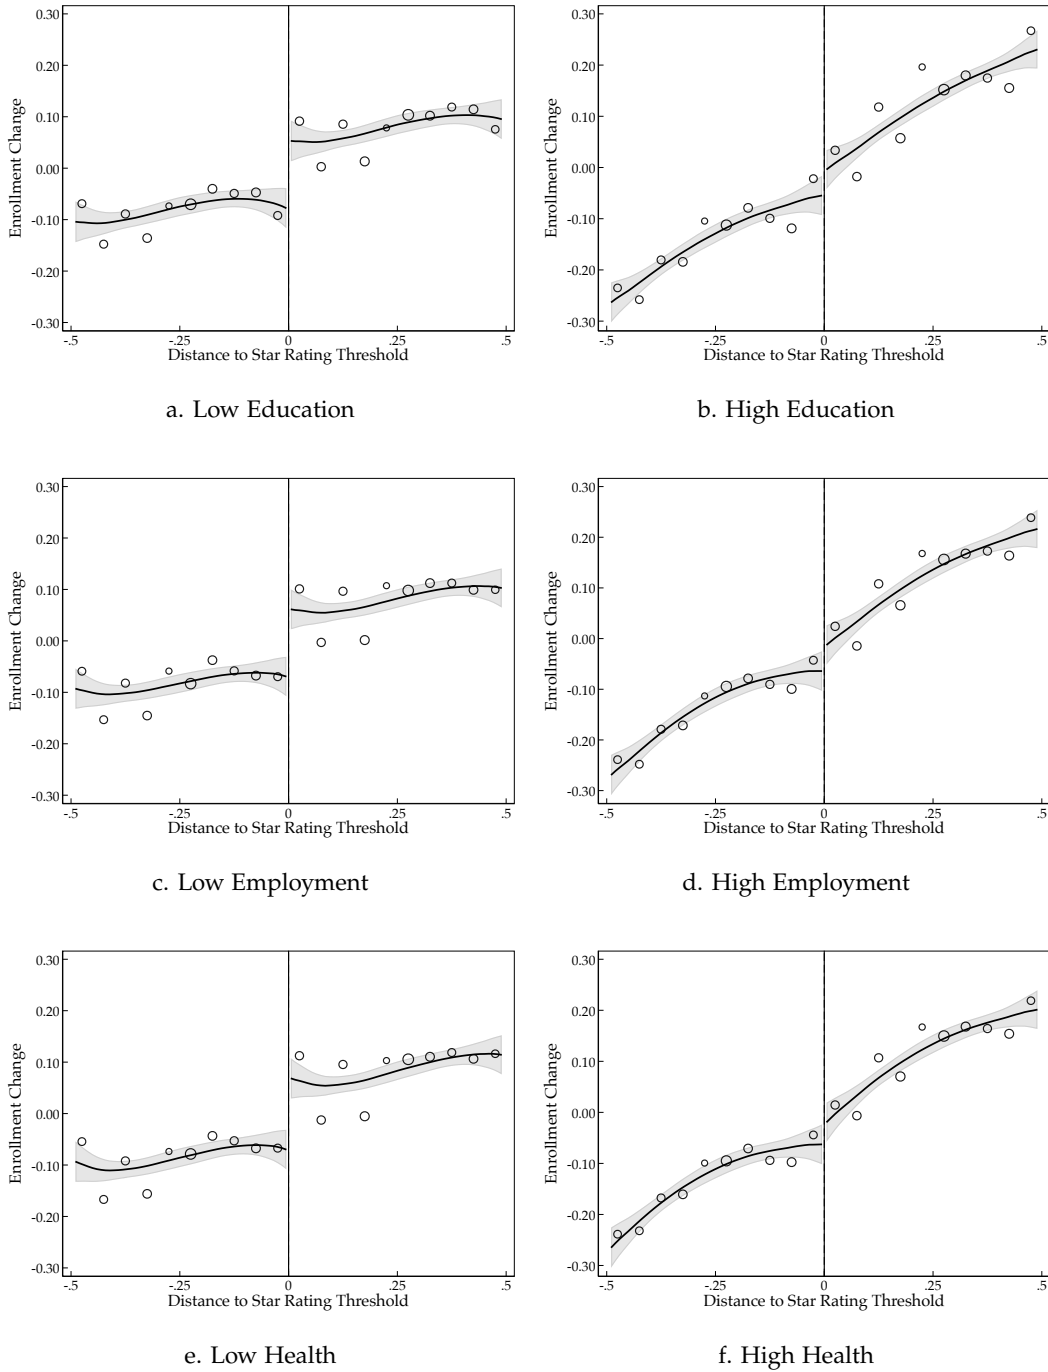 0.30
0.20
0.10
0.00
-0.10
-0.20
-0.30
Enrollment Change
-.5 -.25 0 .25 .5
Distance to Star Rating Threshold
a. Low Education
0.30
0.20
0.10
0.00
-0.10
-0.20
-0.30
Enrollment Change
-.5 -.25 0 .25 .5
Distance to Star Rating Threshold
b. High Education
0.30
0.20
0.10
0.00
-0.10
-0.20
-0.30
Enrollment Change
-.5 -.25 0 .25 .5
Distance to Star Rating Threshold
c. Low Employment
0.30
0.20
0.10
0.00
-0.10
-0.20
-0.30
Enrollment Change
-.5 -.25 0 .25 .5
Distance to Star Rating Threshold
d. High Employment
0.30
0.20
0.10
0.00
-0.10
-0.20
-0.30
Enrollment Change
-.5 -.25 0 .25 .5
Distance to Star Rating Threshold
e. Low Health
0.30
0.20
0.10
0.00
-0.10
-0.20
-0.30
Enrollment Change
-.5 -.25 0 .25 .5
Distance to Star Rating Threshold
f. High Health